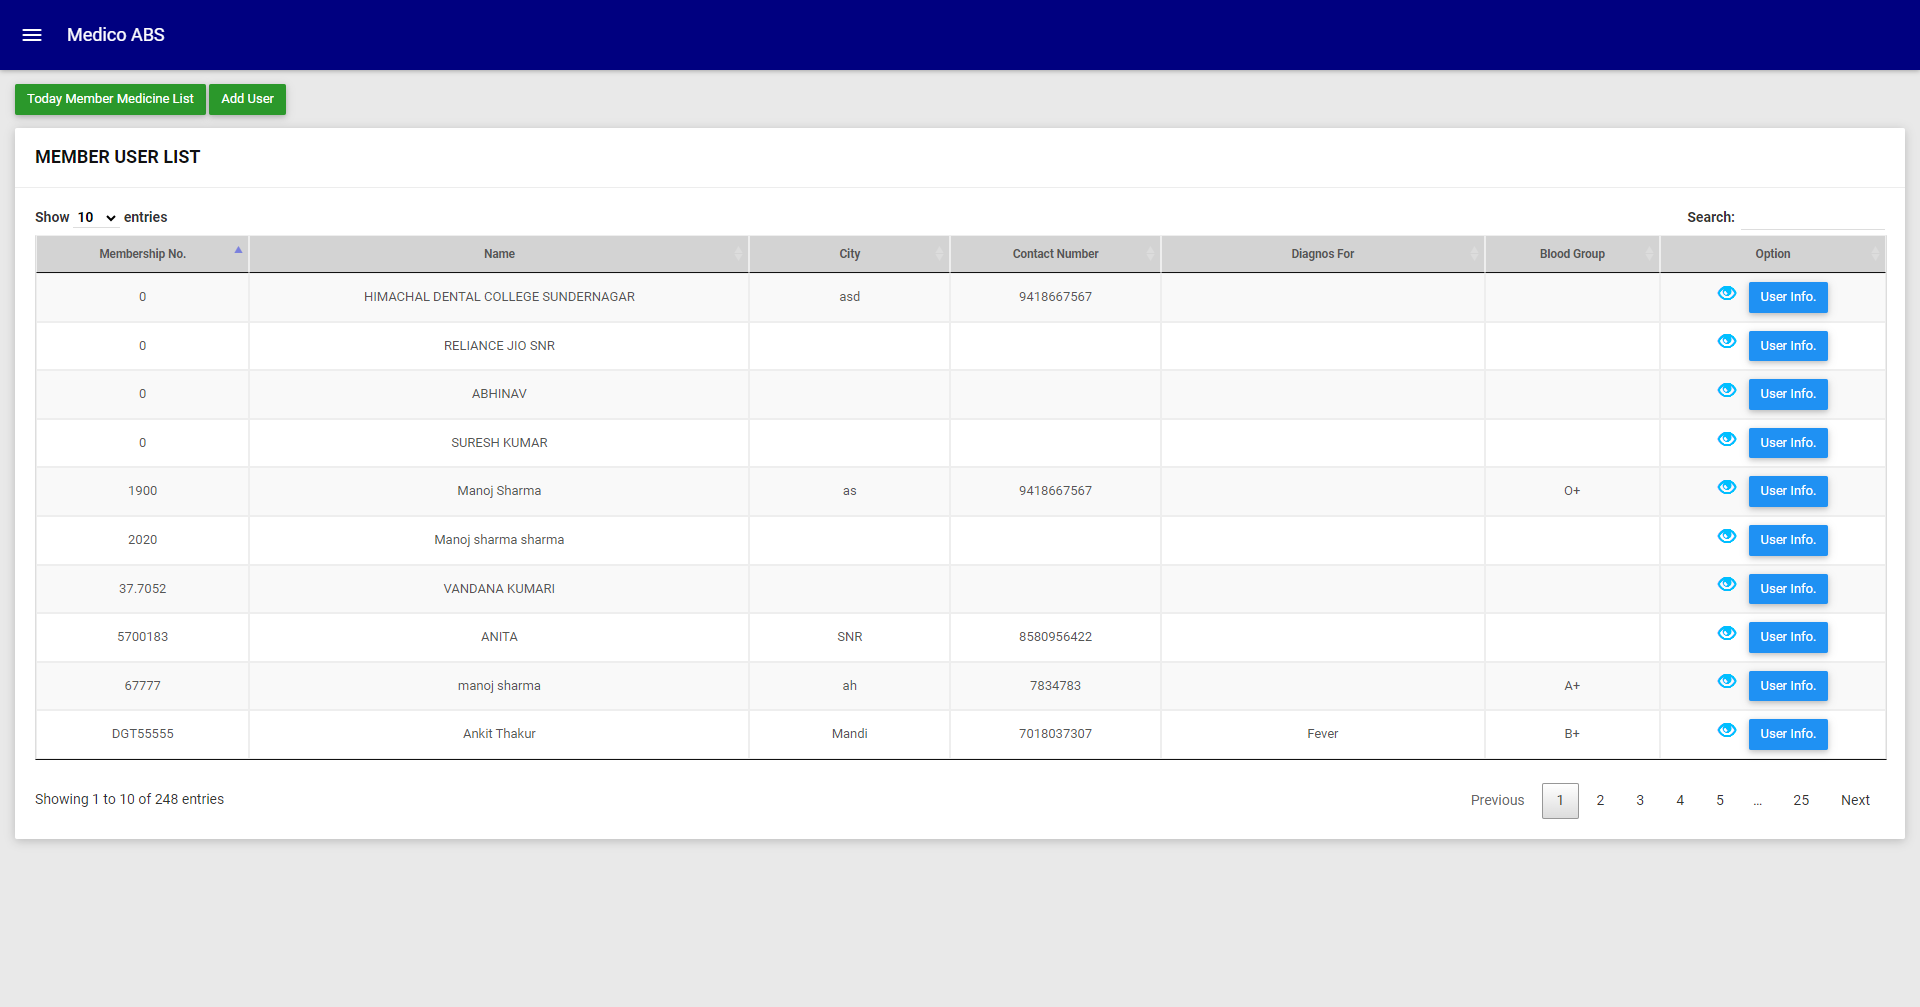 Medico ABS
Today Member Medicine List Add User
MEMBER USER LIST
Show 10 entries Search:
Membership No. Name City Contact Number Diagnos For Blood Group Option
0 HIMACHAL DENTAL COLLEGE SUNDERNAGAR asd 9418667567 User Info.
0 RELIANCE JIO SNR User Info.
0 ABHINAV User Info.
0 SURESH KUMAR User Info.
1900 Manoj Sharma as 9418667567 O+ User Info.
2020 Manoj sharma sharma User Info.
37.7052 VANDANA KUMARI User Info.
5700183 ANITA SNR 8580956422 User Info.
67777 manoj sharma ah 7834783 A+ User Info.
DGT55555 Ankit Thakur Mandi 7018037307 Fever B+ User Info.
Showing 1 to 10 of 248 entries Previous 1 2 3 4 5 … 25 Next